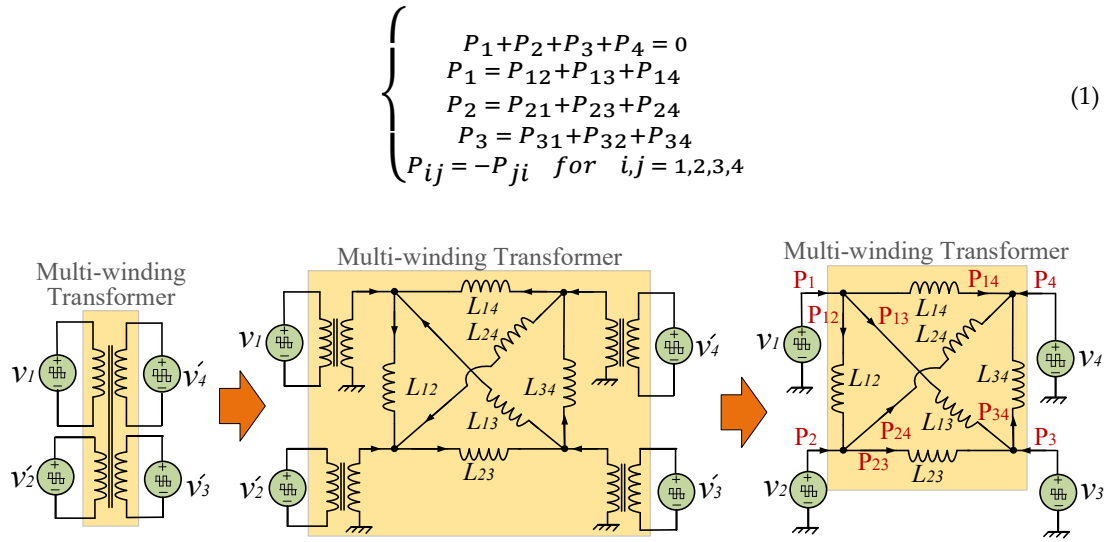 P₁+P₂+P₃+P₄ = 0
P₁ = P₁₂+P₁₃+P₁₄
P₂ = P₂₁+P₂₃+P₂₄
(1)
P₃ = P₃₁+P₃₂+P₃₄
Pᵢⱼ = −Pⱼᵢ for i,j = 1,2,3,4
Multi-winding
Transformer
v₁
v′₄
v′₂
v′₃
Multi-winding Transformer
L₁₄
L₂₄
v₁
v′₄
L₁₂
L₃₄
L₁₃
L₂₃
v′₂
v′₃
Multi-winding Transformer
P₁
P₁₄
P₄
P₁₂
P₁₃
L₁₄
L₂₄
v₁
v₄
L₁₂
L₃₄
L₁₃
P₃₄
P₂
P₂₄
P₃
P₂₃
L₂₃
v₂
v₃